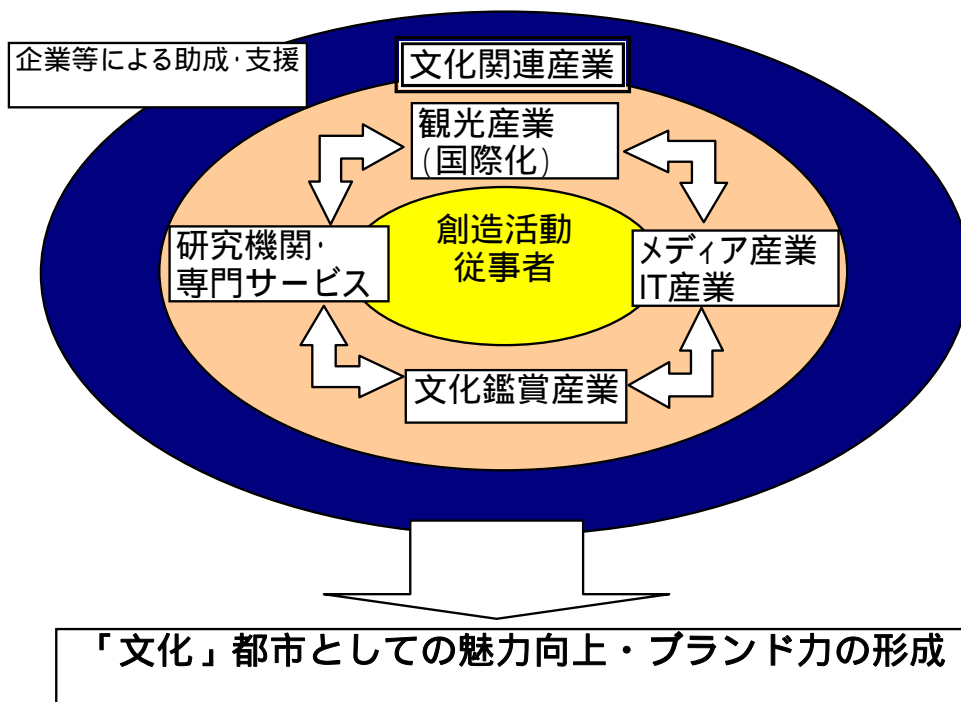 企業等による助成･支援
文化関連産業
観光産業
(国際化)
創造活動
従事者
研究機関･
専門サービス
メディア産業
IT産業
文化鑑賞産業
「文化」都市としての魅力向上・ブランド力の形成